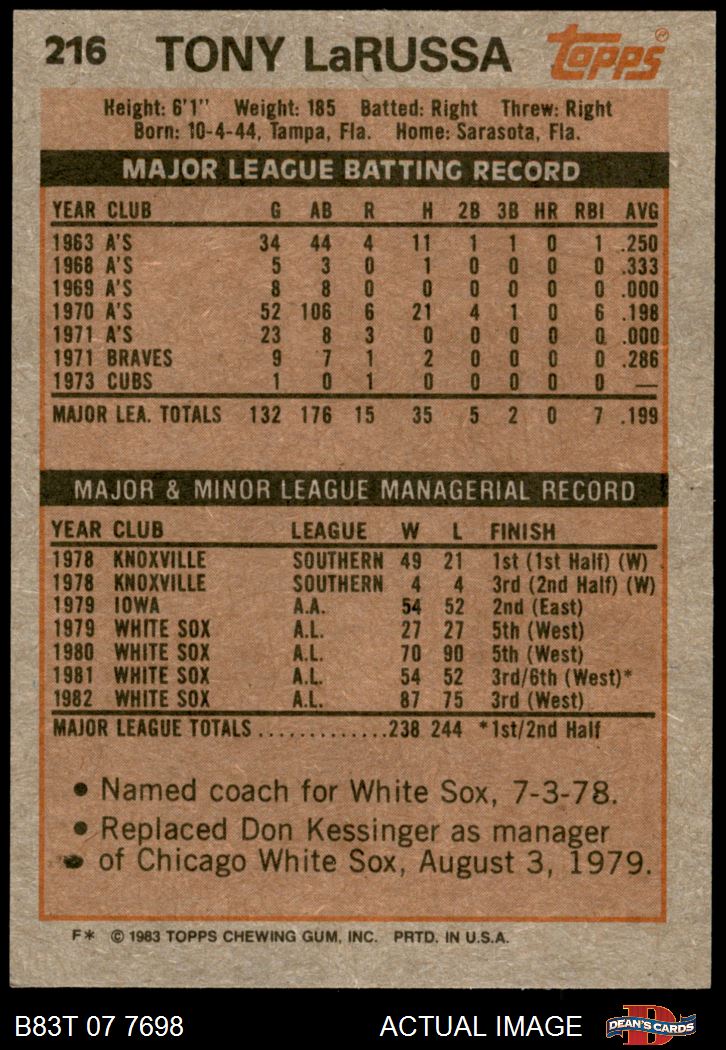 216 TONY LaRUSSA topps
Height: 6'1" Weight: 185 Batted: Right Threw: Right
Born: 10-4-44, Tampa, Fla. Home: Sarasota, Fla.
MAJOR LEAGUE BATTING RECORD
YEAR CLUB G AB R H 2B 3B HR RBI AVG
1963 A'S 34 44 4 11 1 1 0 1 .250
1968 A'S 5 3 0 1 0 0 0 0 .333
1969 A'S 8 8 0 0 0 0 0 0 .000
1970 A'S 52 106 6 21 4 1 0 6 .198
1971 A'S 23 8 3 0 0 0 0 0 .000
1971 BRAVES 9 7 1 2 0 0 0 0 .286
1973 CUBS 1 0 1 0 0 0 0 0 —
MAJOR LEA. TOTALS 132 176 15 35 5 2 0 7 .199
MAJOR & MINOR LEAGUE MANAGERIAL RECORD
YEAR CLUB LEAGUE W L FINISH
1978 KNOXVILLE SOUTHERN 49 21 1st (1st Half) (W)
1978 KNOXVILLE SOUTHERN 4 4 3rd (2nd Half) (W)
1979 IOWA A.A. 54 52 2nd (East)
1979 WHITE SOX A.L. 27 27 5th (West)
1980 WHITE SOX A.L. 70 90 5th (West)
1981 WHITE SOX A.L. 54 52 3rd/6th (West)*
1982 WHITE SOX A.L. 87 75 3rd (West)
MAJOR LEAGUE TOTALS.............238 244 *1st/2nd Half
• Named coach for White Sox, 7-3-78.
• Replaced Don Kessinger as manager
• of Chicago White Sox, August 3, 1979.
F* © 1983 TOPPS CHEWING GUM, INC. PRTD. IN U.S.A.
B83T 07 7698 ACTUAL IMAGE D DEAN'S CARDS